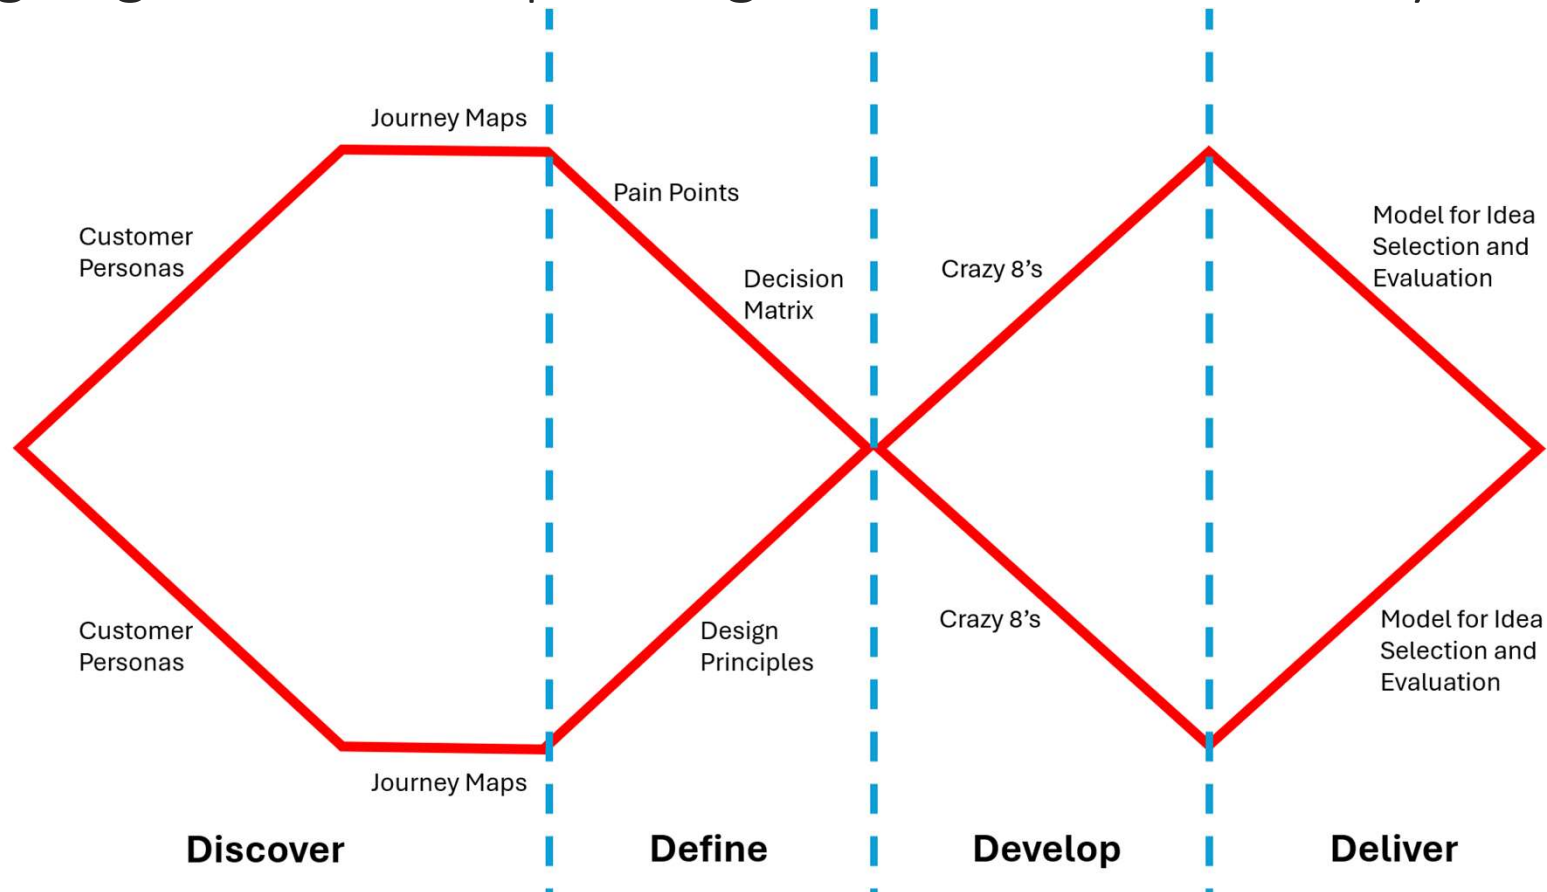 Journey Maps
Pain Points
Customer
Personas
Model for Idea
Selection and
Evaluation
Crazy 8’s
Decision
Matrix
Customer
Personas
Design
Principles
Crazy 8’s
Model for Idea
Selection and
Evaluation
Journey Maps
Discover
Define
Develop
Deliver